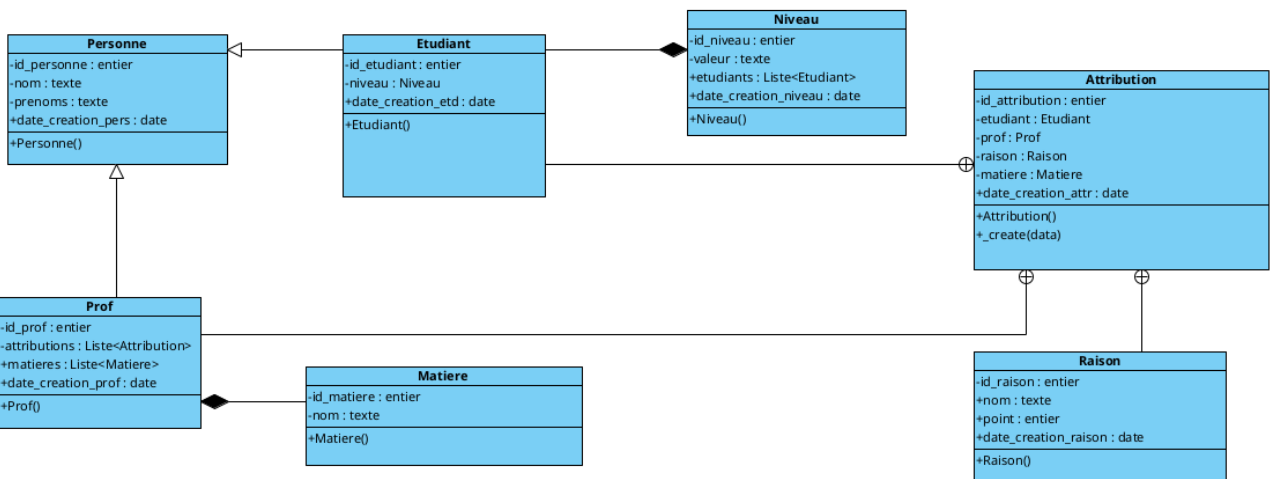 Personne
-id_personne : entier
-nom : texte
-prenoms : texte
+date_creation_pers : date
+Personne()
Etudiant
-id_etudiant : entier
-niveau : Niveau
+date_creation_etd : date
+Etudiant()
Niveau
-id_niveau : entier
-valeur : texte
+etudiants : Liste<Etudiant>
+date_creation_niveau : date
+Niveau()
Attribution
-id_attribution : entier
-etudiant : Etudiant
-prof : Prof
-raison : Raison
-matiere : Matiere
+date_creation_attr : date
+Attribution()
+_create(data)
Prof
-id_prof : entier
-attributions : Liste<Attribution>
+matieres : Liste<Matiere>
+date_creation_prof : date
+Prof()
Matiere
-id_matiere : entier
-nom : texte
+Matiere()
Raison
-id_raison : entier
+nom : texte
+point : entier
+date_creation_raison : date
+Raison()